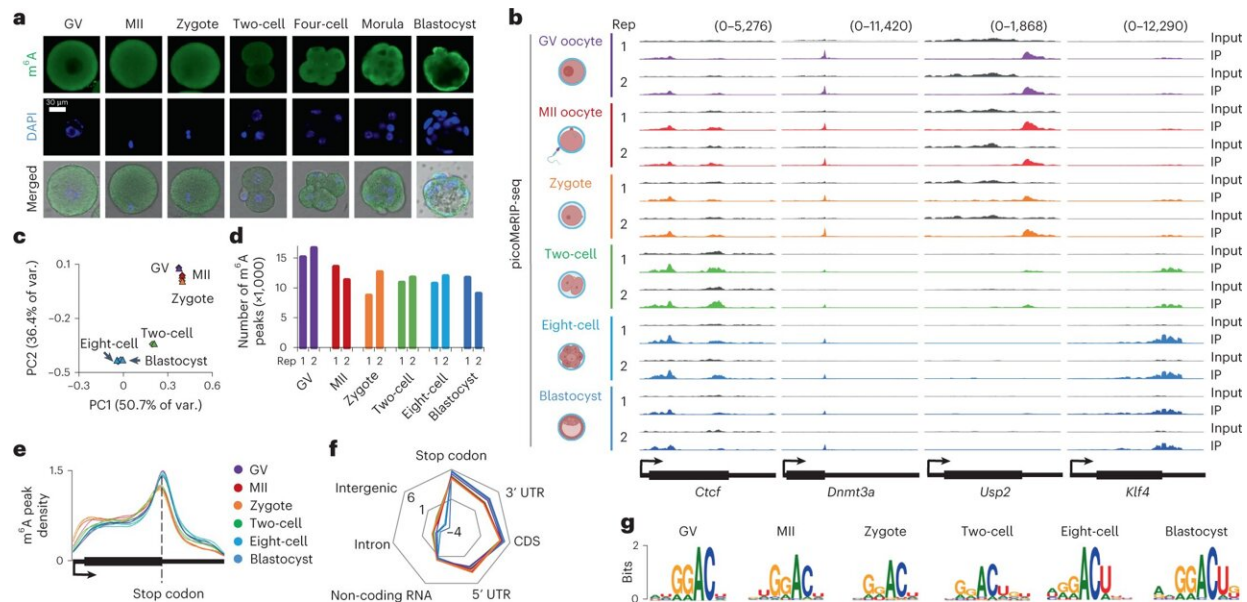 a
GV MII Zygote Two-cell Four-cell Morula Blastocyst
m⁶A
30 µm
DAPI
Merged
b
Rep (0–5,276) (0–11,420) (0–1,868) (0–12,290)
picoMeRIP-seq
GV oocyte
1
Input
IP
2
Input
IP
MII oocyte
1
Input
IP
2
Input
IP
Zygote
1
Input
IP
2
Input
IP
Two-cell
1
Input
IP
2
Input
IP
Eight-cell
1
Input
IP
2
Input
IP
Blastocyst
1
Input
IP
2
Input
IP
Ctcf Dnmt3a Usp2 Klf4
c
PC2 (36.4% of var.)
0.1
−0.2
−0.5
GV
MII
Zygote
Two-cell
Eight-cell
Blastocyst
−0.3 0 0.3 0.6
PC1 (50.7% of var.)
d
Number of m⁶A
peaks (×1,000)
15
10
5
0
Rep 1 2 1 2 1 2 1 2 1 2 1 2
GV MII Zygote Two-cell Eight-cell Blastocyst
e
m⁶A peak
density
1.5
0
Stop codon
GV
MII
Zygote
Two-cell
Eight-cell
Blastocyst
f
Stop codon
Intergenic
3′ UTR
6
1
−4
Intron
CDS
Non-coding RNA
5′ UTR
g
GV MII Zygote Two-cell Eight-cell Blastocyst
Bits
2
0
GGAC
GGAC
GGACU
GGACU
GGACU
GGACU